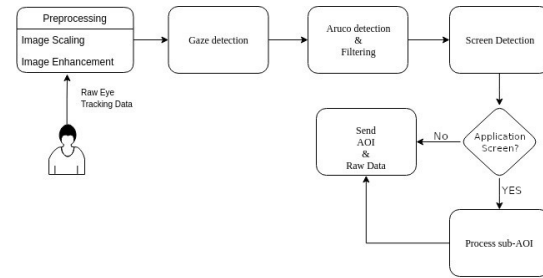 Preprocessing
Image Scaling
Image Enhancement
Gaze detection
Aruco detection
&
Filtering
Screen Detection
Raw Eye
Tracking Data
Send
AOI
&
Raw Data
No
Application
Screen?
YES
Process sub-AOI